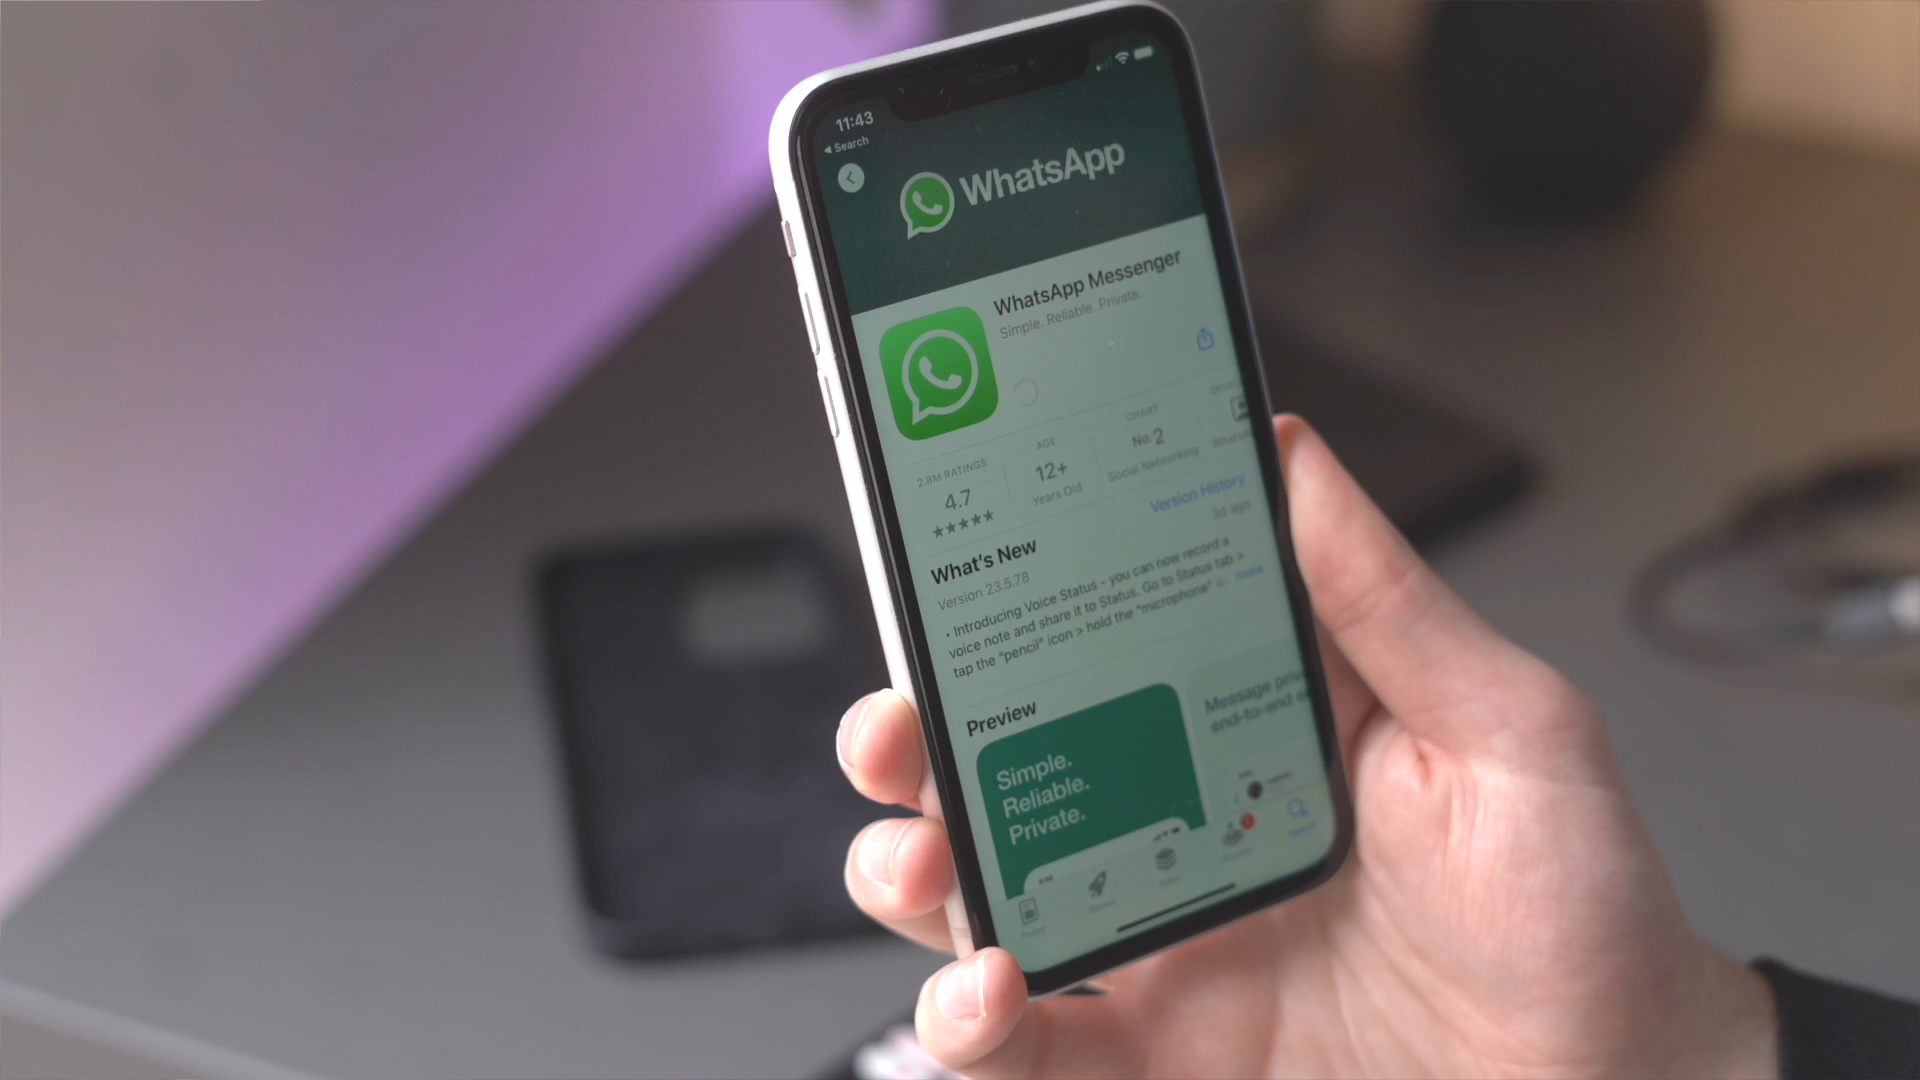 11:43
Search
WhatsApp
WhatsApp Messenger
Simple. Reliable. Private.
2.8M RATINGS
4.7
★★★★★
AGE
12+
Years Old
CHART
No. 2
Social Networking
What's New
Version History
Version 23.5.78
3d ago
• Introducing Voice Status - you can now record a
voice note and share it to Status. Go to Status tab >
tap the "pencil" icon > hold the "microphone"
more
Preview
Simple.
Reliable.
Private.
Message
end-to-end
Today
Games
Search